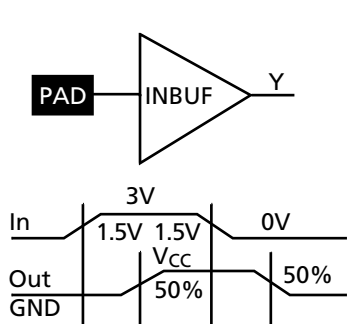 PAD
INBUF
Y
3V
In
1.5V 1.5V
0V
VCC
Out
50%
50%
GND